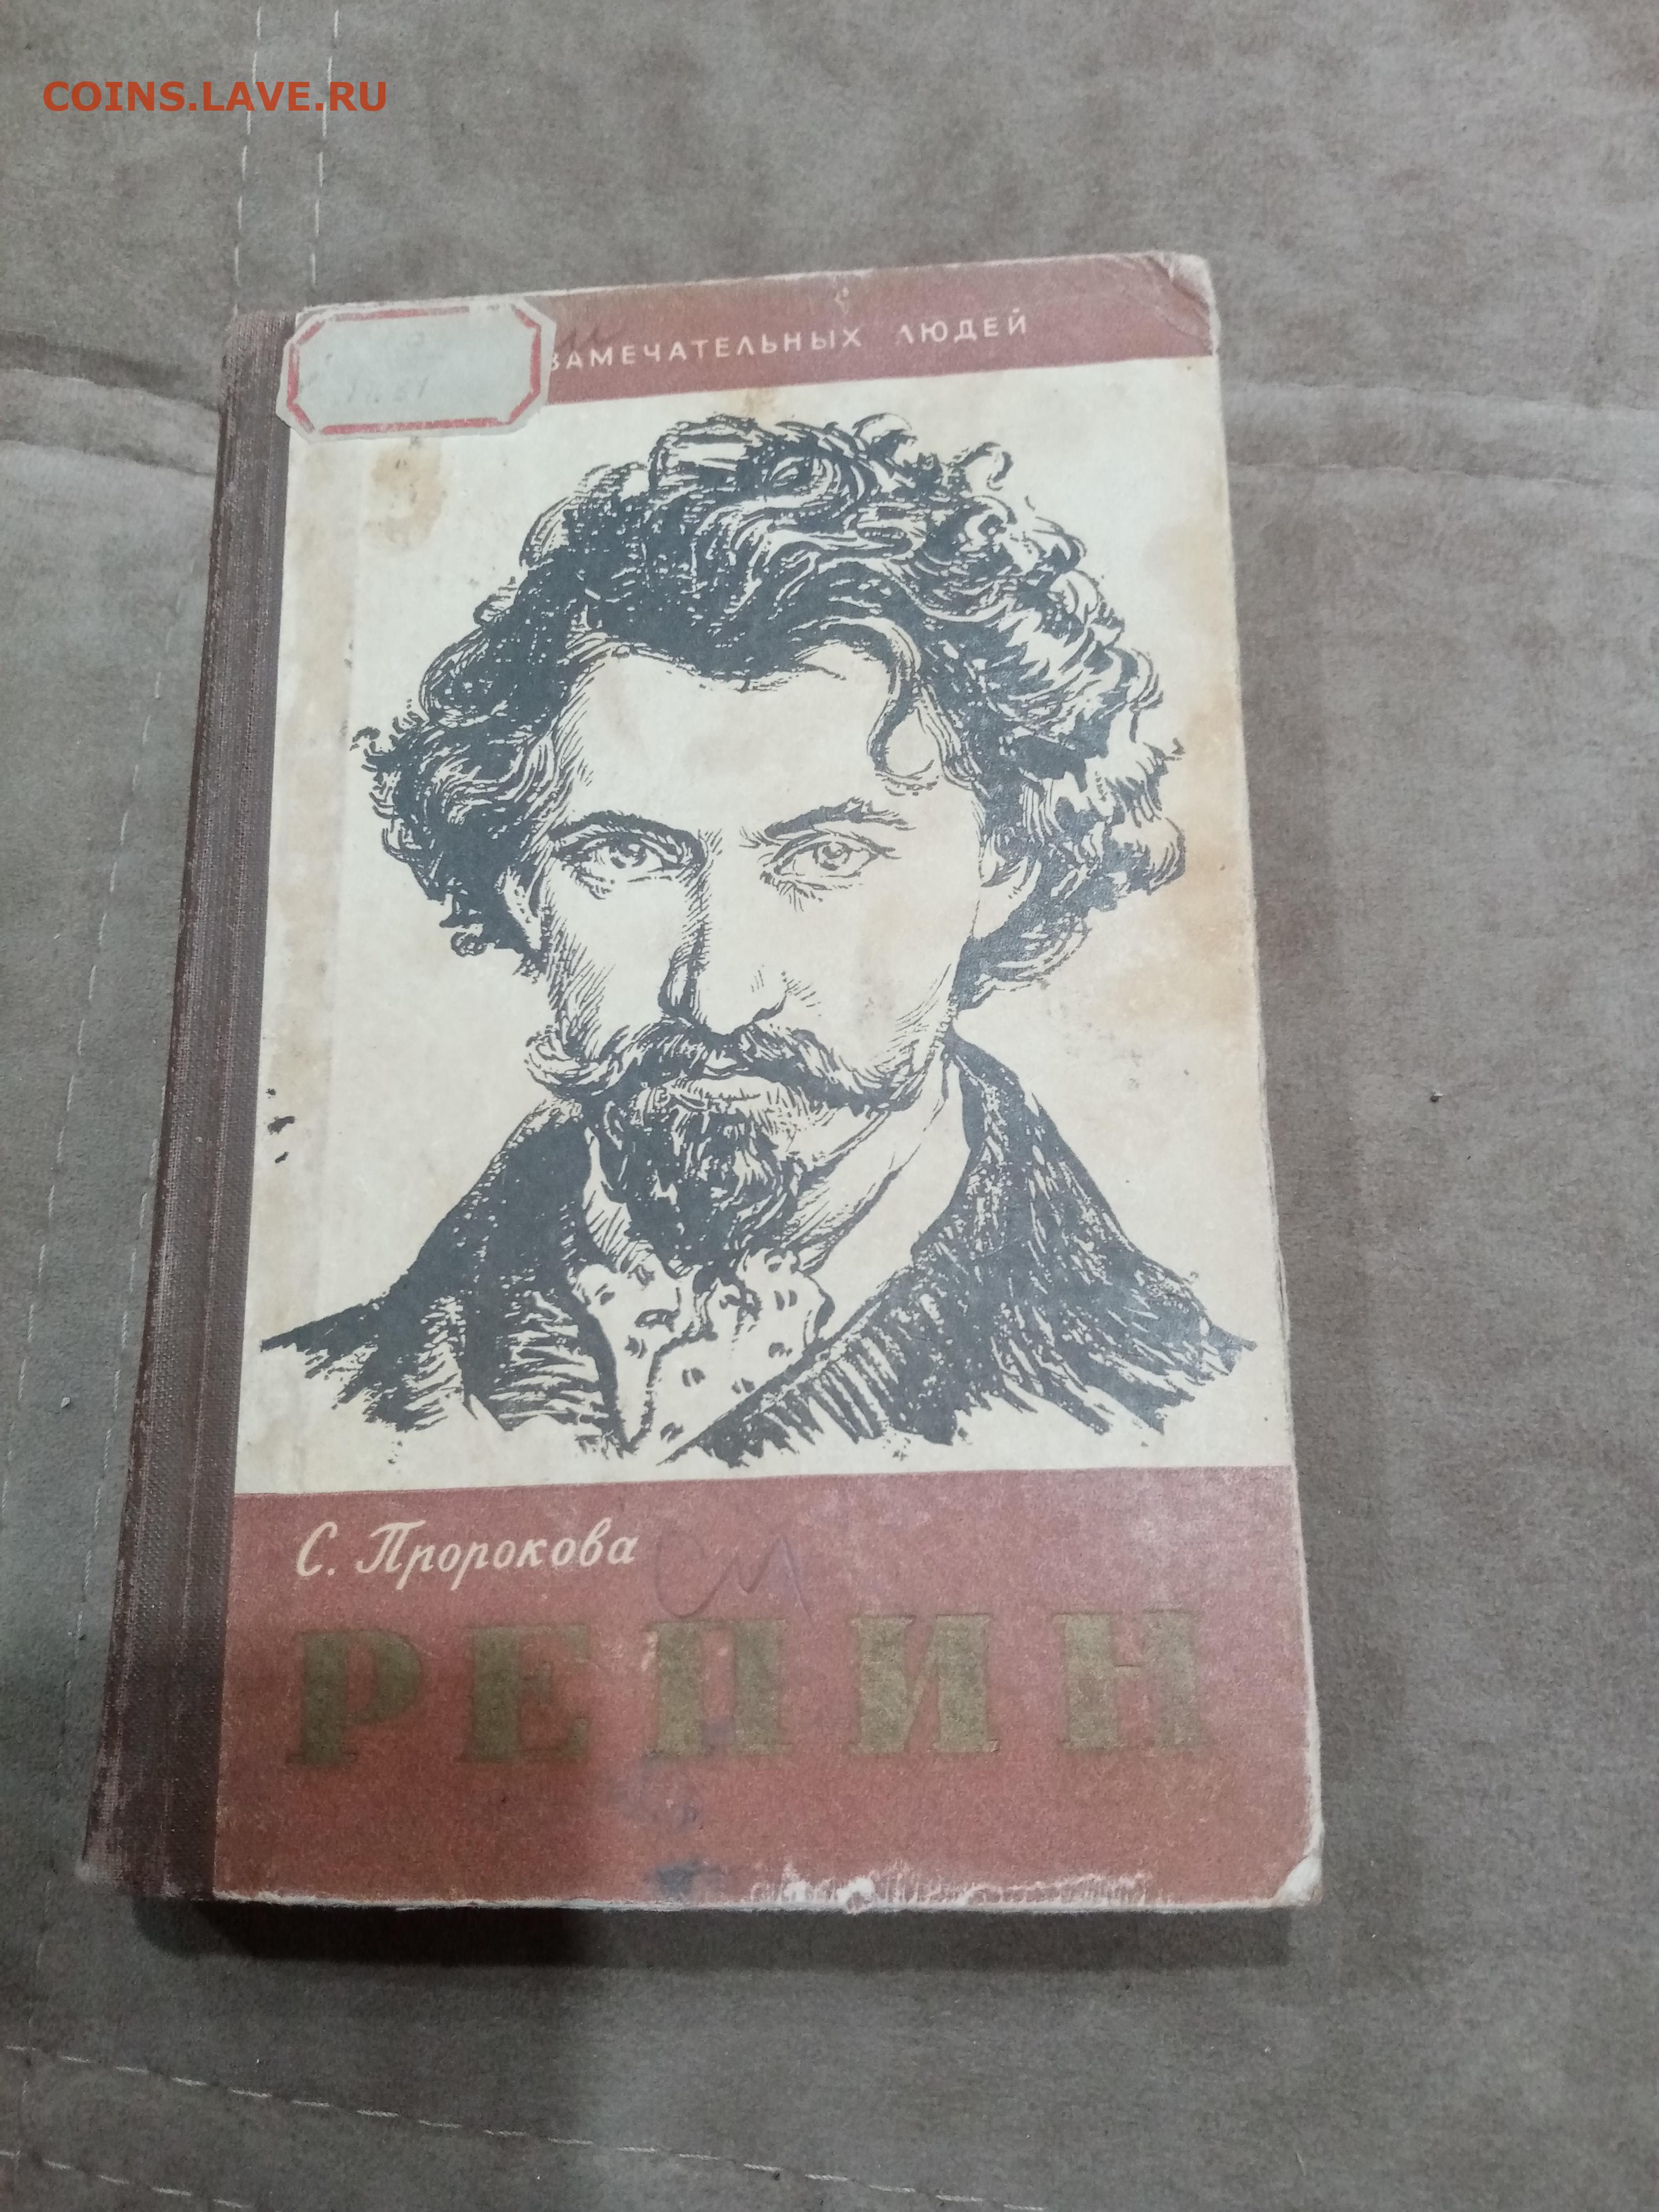 COINS.LAVE.RU
ЗАМЕЧАТЕЛЬНЫХ ЛЮДЕЙ
С. Пророкова
РЕПИН